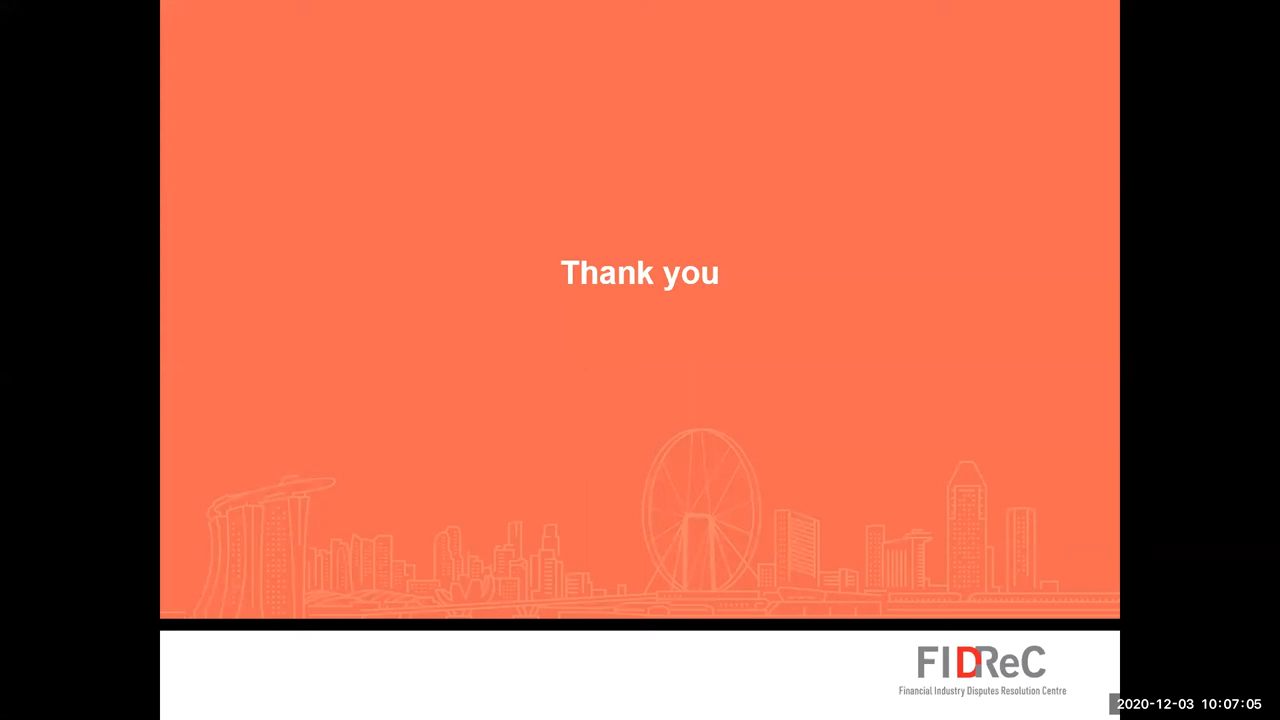 Thank you
FIDReC
Financial Industry Disputes Resolution Centre
2020-12-03 10:07:05